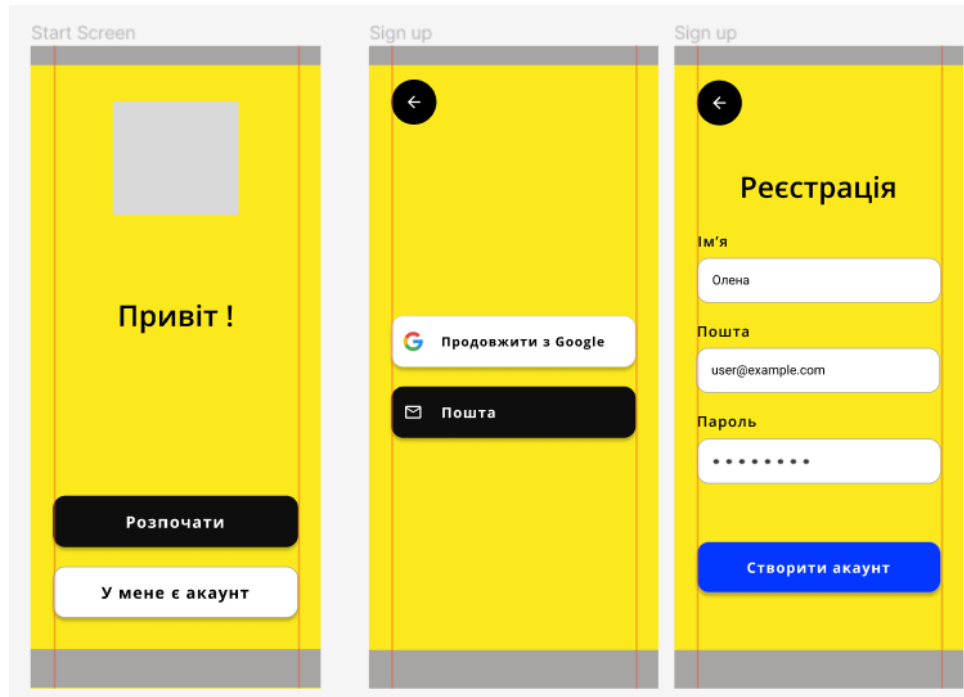 Start Screen
Привіт !
Розпочати
У мене є акаунт
Sign up
Продовжити з Google
Пошта
Sign up
Реєстрація
Ім’я
Олена
Пошта
user@example.com
Пароль
Створити акаунт